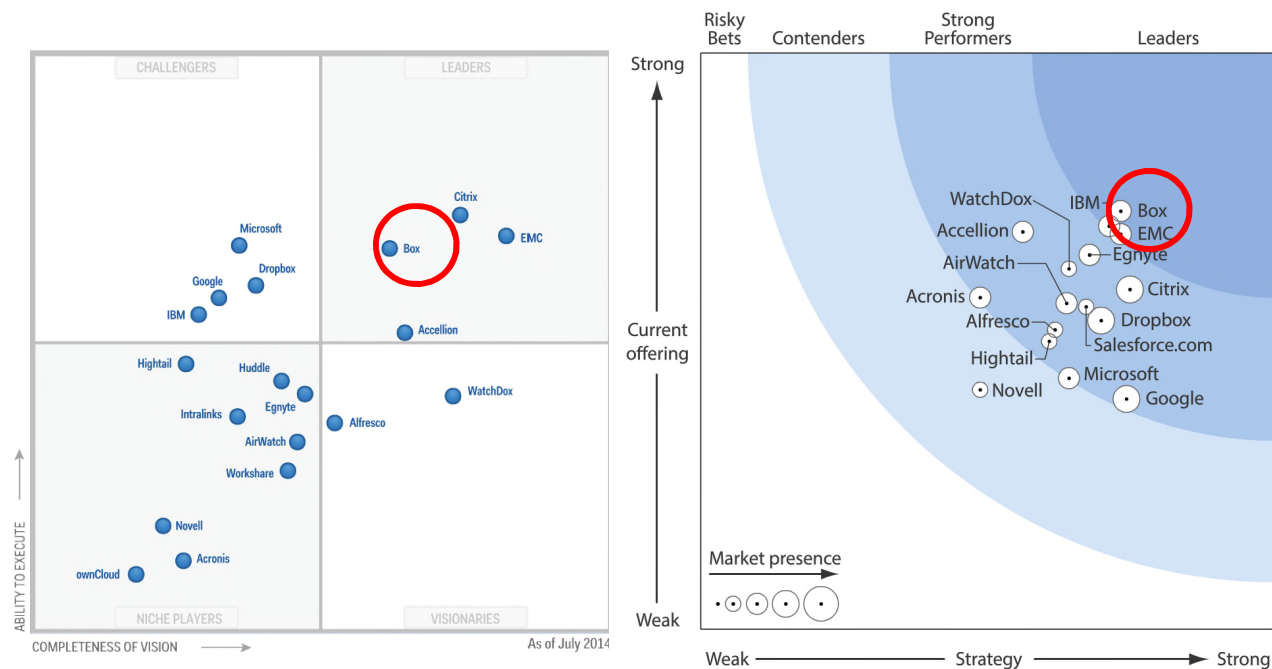 CHALLENGERS
LEADERS
Citrix
Microsoft
EMC
Box
Dropbox
Google
IBM
Accellion
Hightail
Huddle
Egnyte
WatchDox
Intralinks
Alfresco
AirWatch
Workshare
Novell
Acronis
ownCloud
NICHE PLAYERS
VISIONARIES
ABILITY TO EXECUTE
COMPLETENESS OF VISION
As of July 2014
Risky
Bets
Contenders
Strong
Performers
Leaders
Strong
Current
offering
Weak
WatchDox
IBM
Box
Accellion
EMC
Egnyte
AirWatch
Citrix
Acronis
Alfresco
Dropbox
Salesforce.com
Hightail
Microsoft
Novell
Google
Market presence
Weak
Strategy
Strong